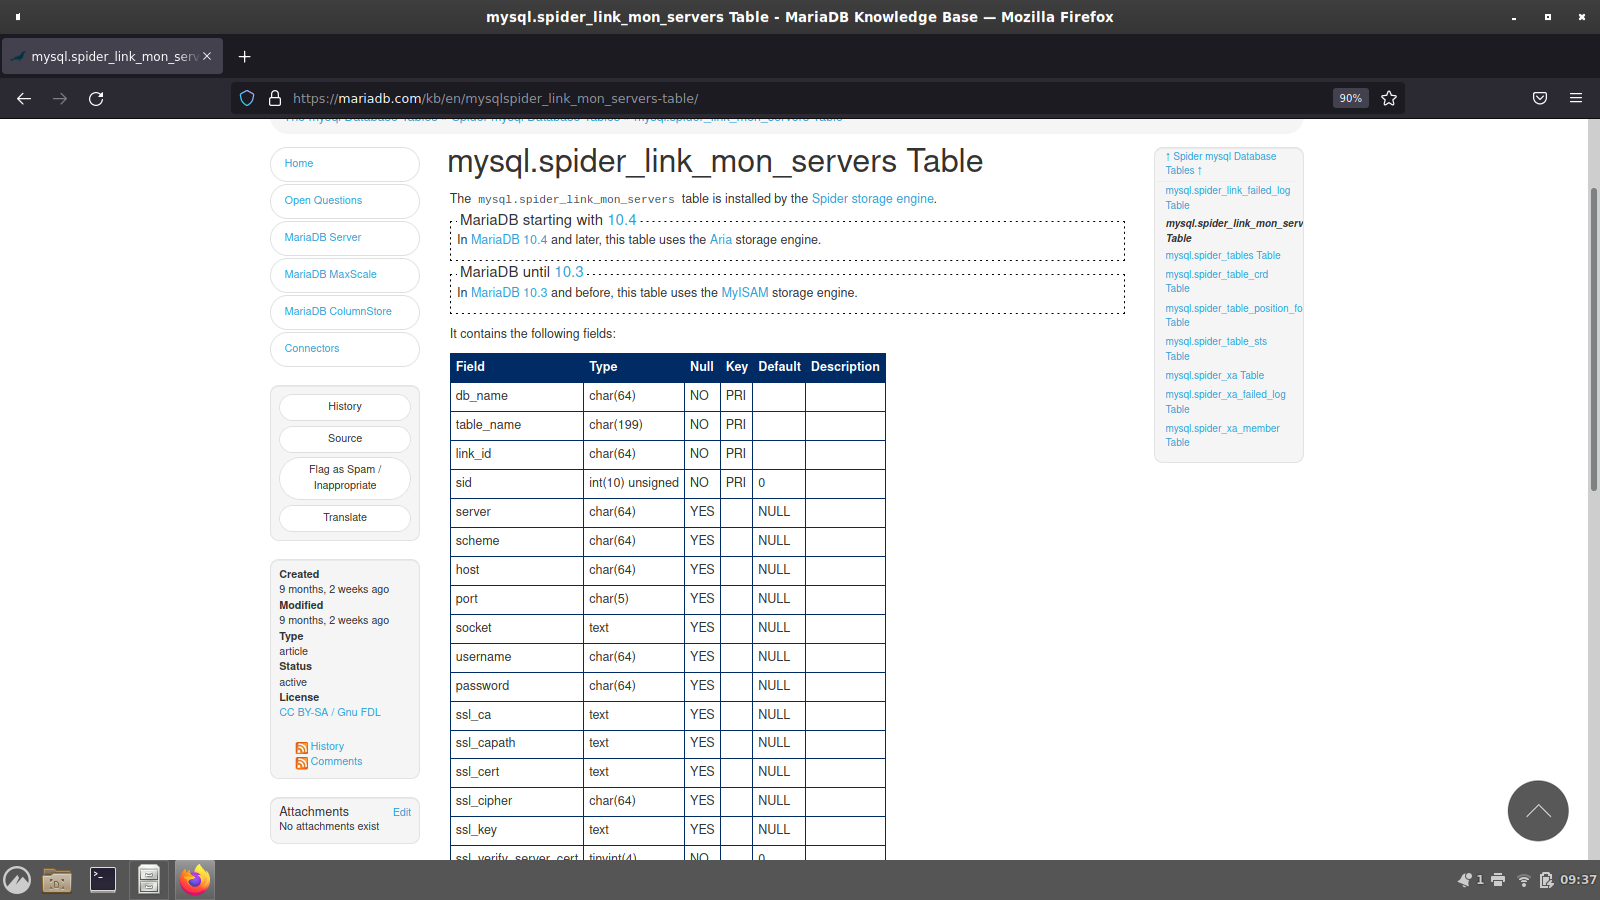 mysql.spider_link_mon_servers Table - MariaDB Knowledge Base — Mozilla Firefox
mysql.spider_link_mon_serv
https://mariadb.com/kb/en/mysqlspider_link_mon_servers-table/
90%
Home
Open Questions
MariaDB Server
MariaDB MaxScale
MariaDB ColumnStore
Connectors
History
Source
Flag as Spam /
Inappropriate
Translate
Created
9 months, 2 weeks ago
Modified
9 months, 2 weeks ago
Type
article
Status
active
License
CC BY-SA / Gnu FDL
History
Comments
Attachments Edit
No attachments exist
mysql.spider_link_mon_servers Table
The mysql.spider_link_mon_servers table is installed by the Spider storage engine.
MariaDB starting with 10.4
In MariaDB 10.4 and later, this table uses the Aria storage engine.
MariaDB until 10.3
In MariaDB 10.3 and before, this table uses the MyISAM storage engine.
It contains the following fields:
Field Type Null Key Default Description
db_name char(64) NO PRI
table_name char(199) NO PRI
link_id char(64) NO PRI
sid int(10) unsigned NO PRI 0
server char(64) YES NULL
scheme char(64) YES NULL
host char(64) YES NULL
port char(5) YES NULL
socket text YES NULL
username char(64) YES NULL
password char(64) YES NULL
ssl_ca text YES NULL
ssl_capath text YES NULL
ssl_cert text YES NULL
ssl_cipher char(64) YES NULL
ssl_key text YES NULL
ssl_verify_server_cert tinyint(4) NO 0
↑ Spider mysql Database
Tables ↑
mysql.spider_link_failed_log
Table
mysql.spider_link_mon_serv
Table
mysql.spider_tables Table
mysql.spider_table_crd
Table
mysql.spider_table_position_fo
Table
mysql.spider_table_sts
Table
mysql.spider_xa Table
mysql.spider_xa_failed_log
Table
mysql.spider_xa_member
Table
1 09:37